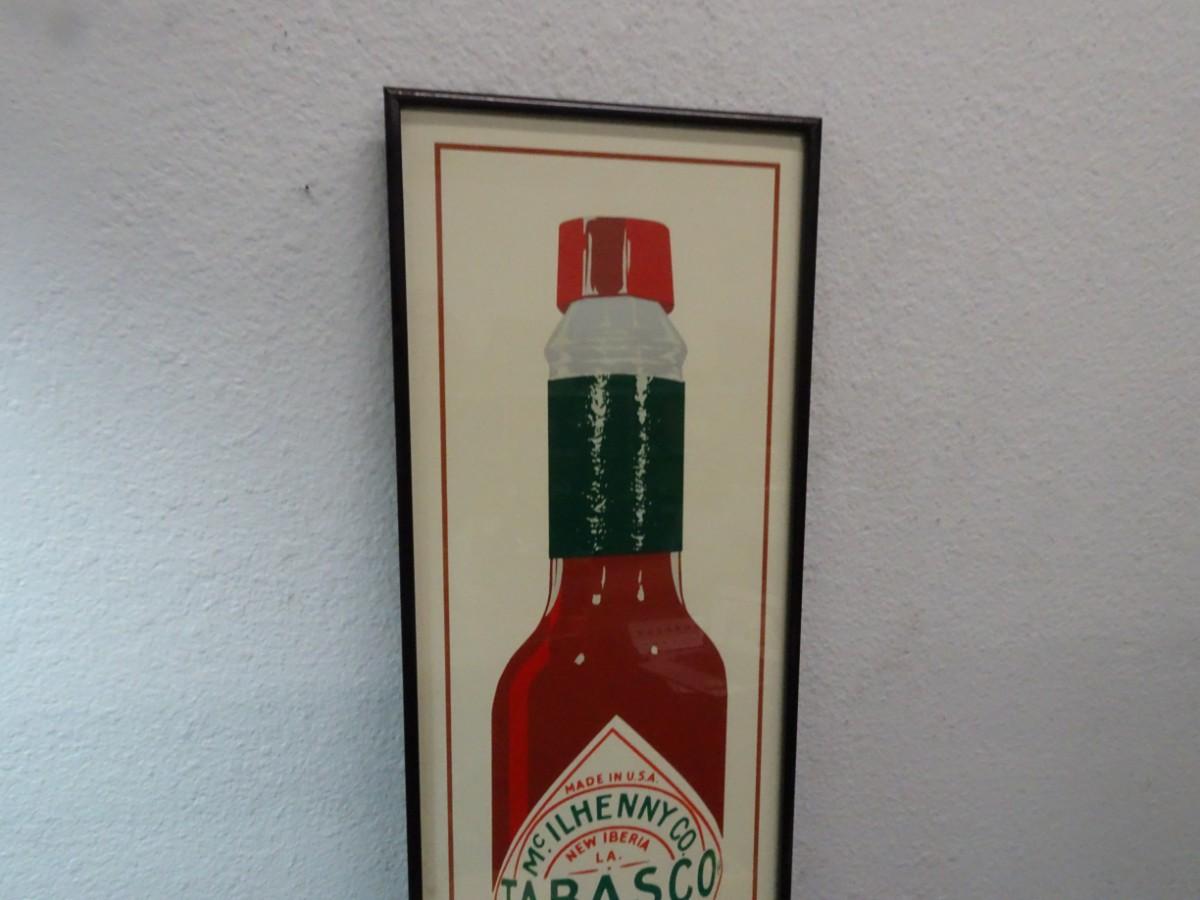 MADE IN U.S.A.
McILHENNY CO.
NEW IBERIA
LA.
TABASCO